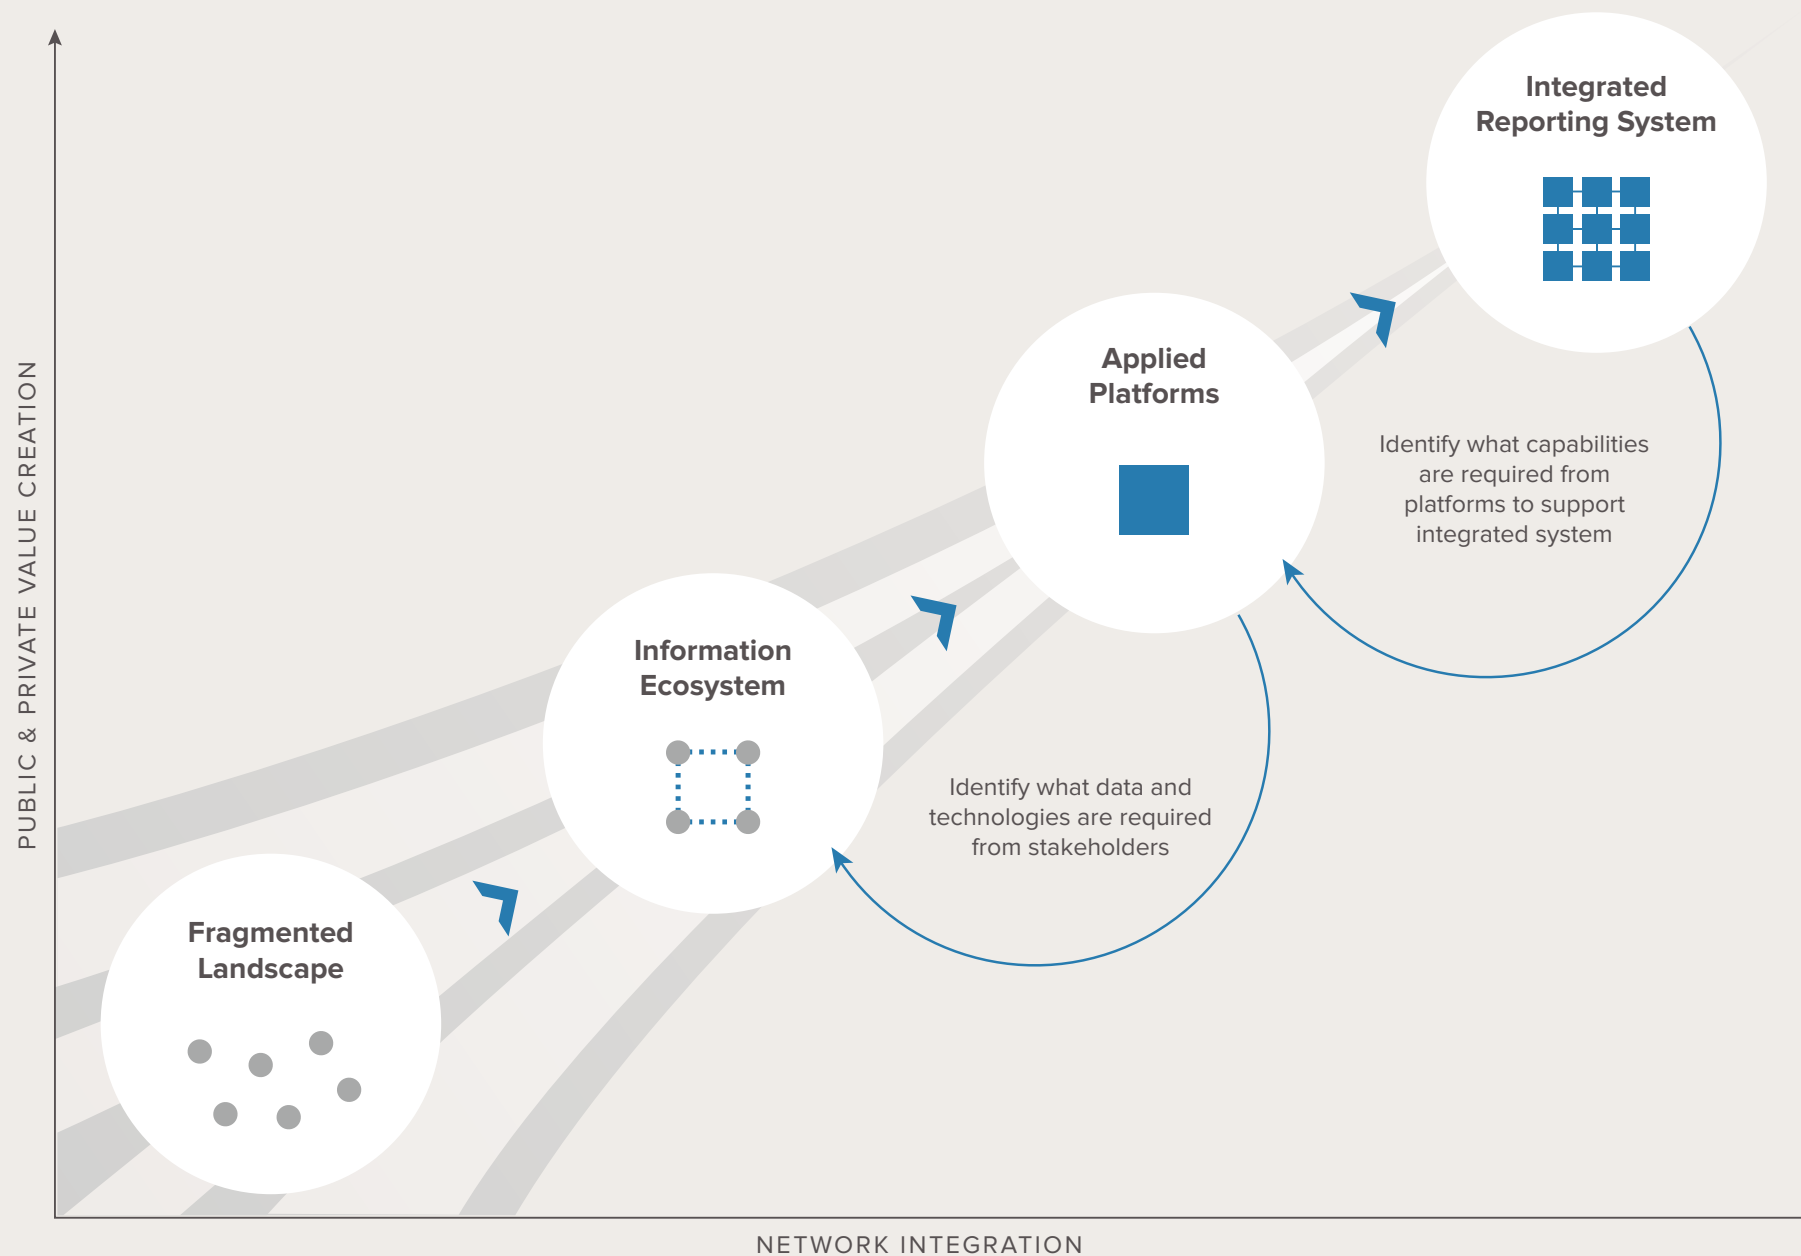 Integrated
Reporting System
Applied
Platforms
Identify what capabilities
are required from
platforms to support
integrated system
Information
Ecosystem
Identify what data and
technologies are required
from stakeholders
Fragmented
Landscape
PUBLIC & PRIVATE VALUE CREATION
NETWORK INTEGRATION